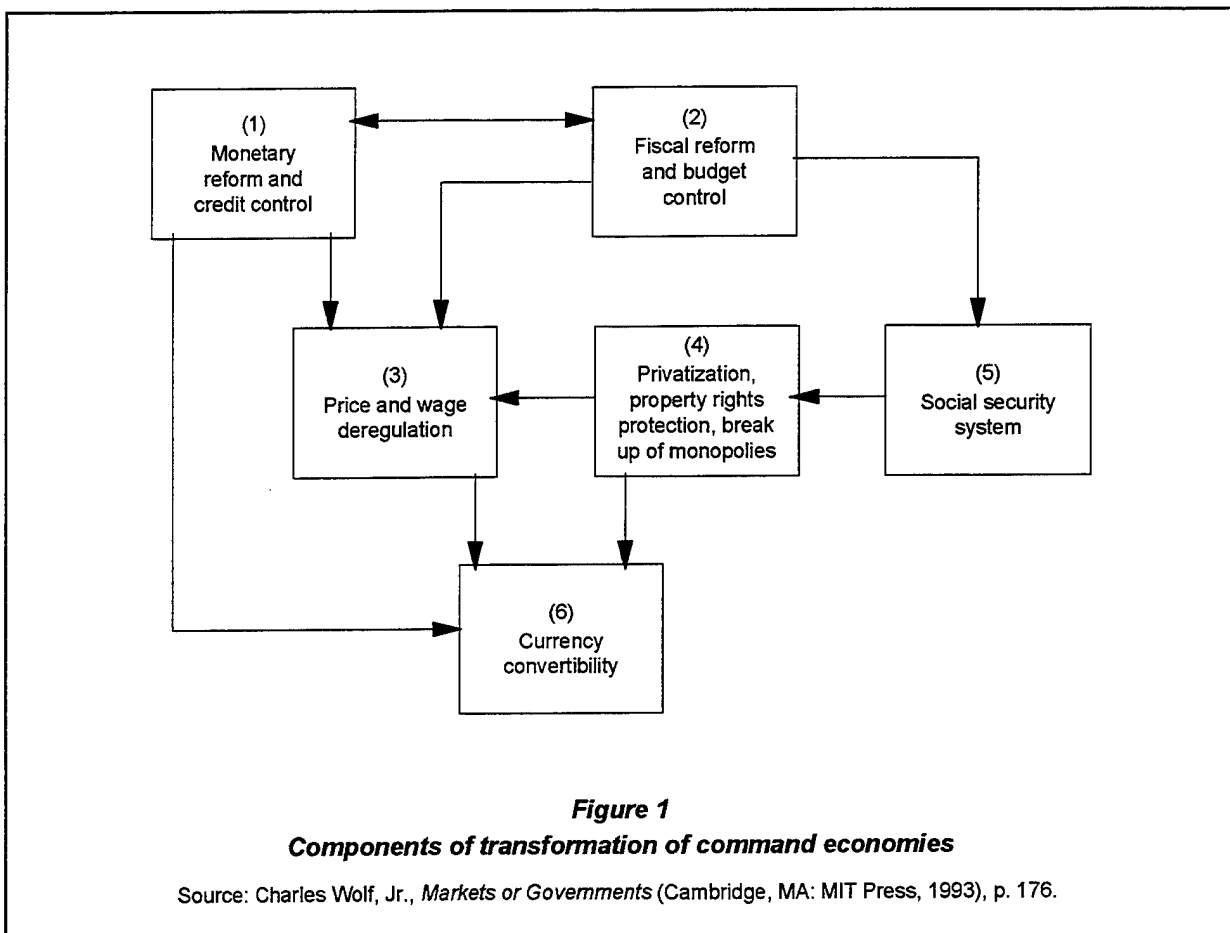 (1)
Monetary
reform and
credit control
(2)
Fiscal reform
and budget
control
(3)
Price and wage
deregulation
(4)
Privatization,
property rights
protection, break
up of monopolies
(5)
Social security
system
(6)
Currency
convertibility
Figure 1
Components of transformation of command economies
Source: Charles Wolf, Jr., Markets or Governments (Cambridge, MA: MIT Press, 1993), p. 176.